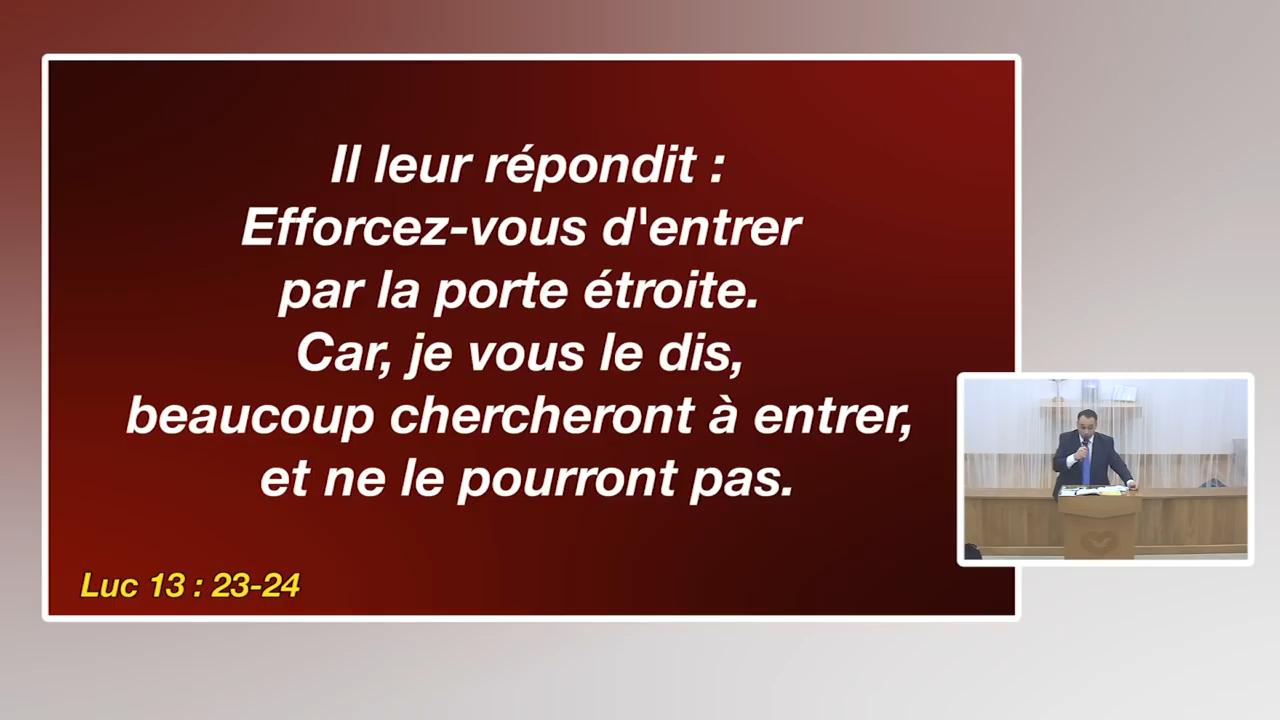 Il leur répondit :
Efforcez-vous d'entrer
par la porte étroite.
Car, je vous le dis,
beaucoup chercheront à entrer,
et ne le pourront pas.
Luc 13 : 23-24